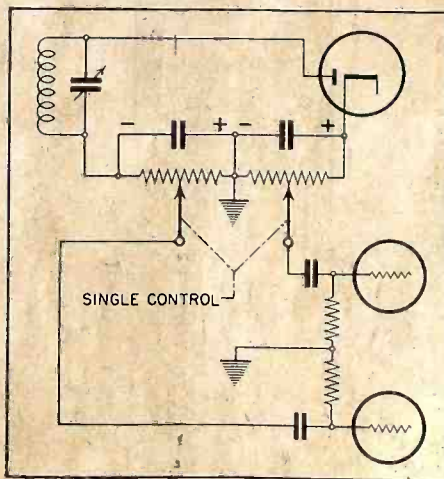 - + - +
SINGLE CONTROL